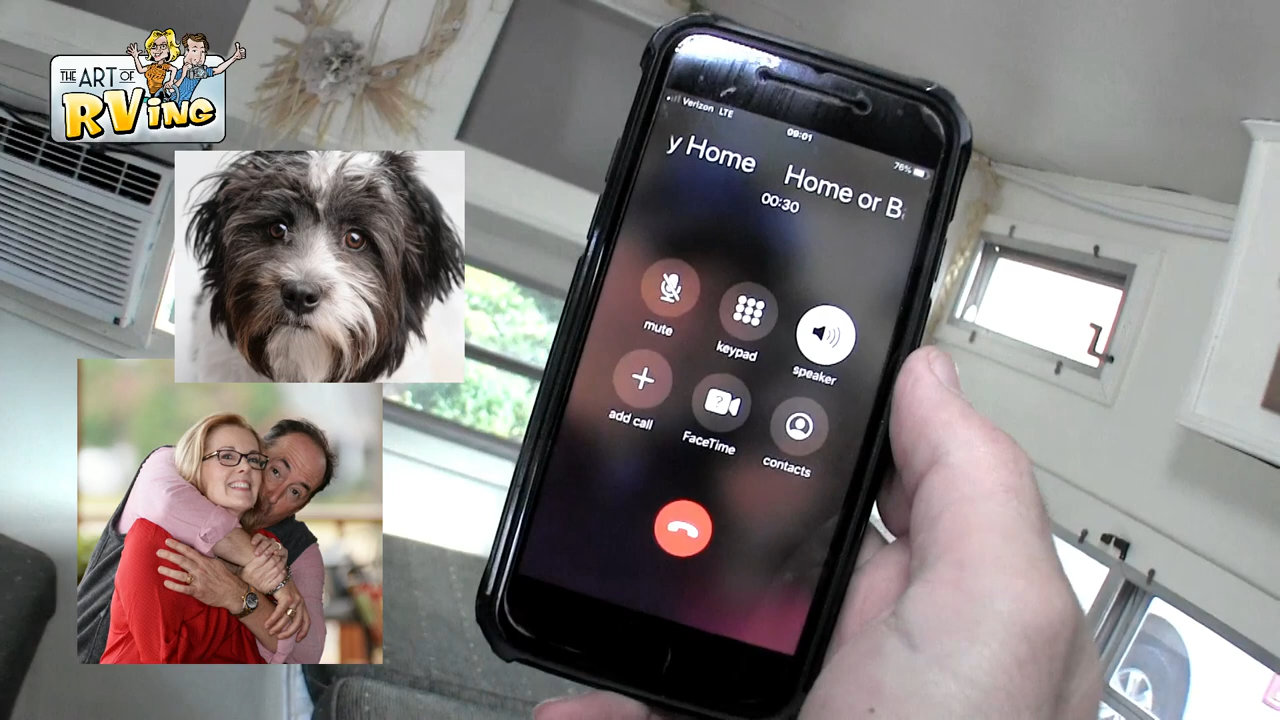 THE ART OF
RVING
Verizon LTE
09:01
76%
y Home Home or B
00:30
mute
keypad
speaker
add call
FaceTime
contacts